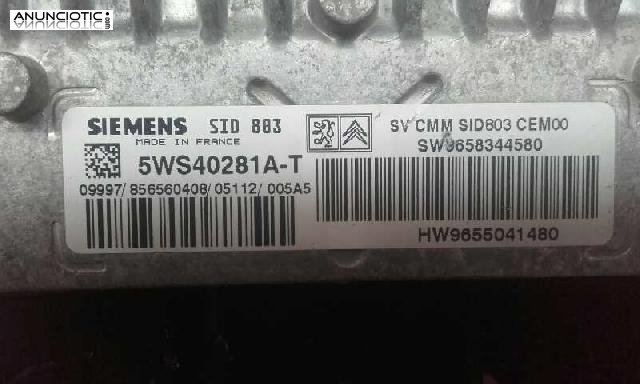 ANUNCIOTIC.com
SIEMENS SID 803
MADE IN FRANCE
5WS40281A-T
09997/856560408/05112/005A5
SV CMM SID803 CEM00
SW9658344580
HW9655041480